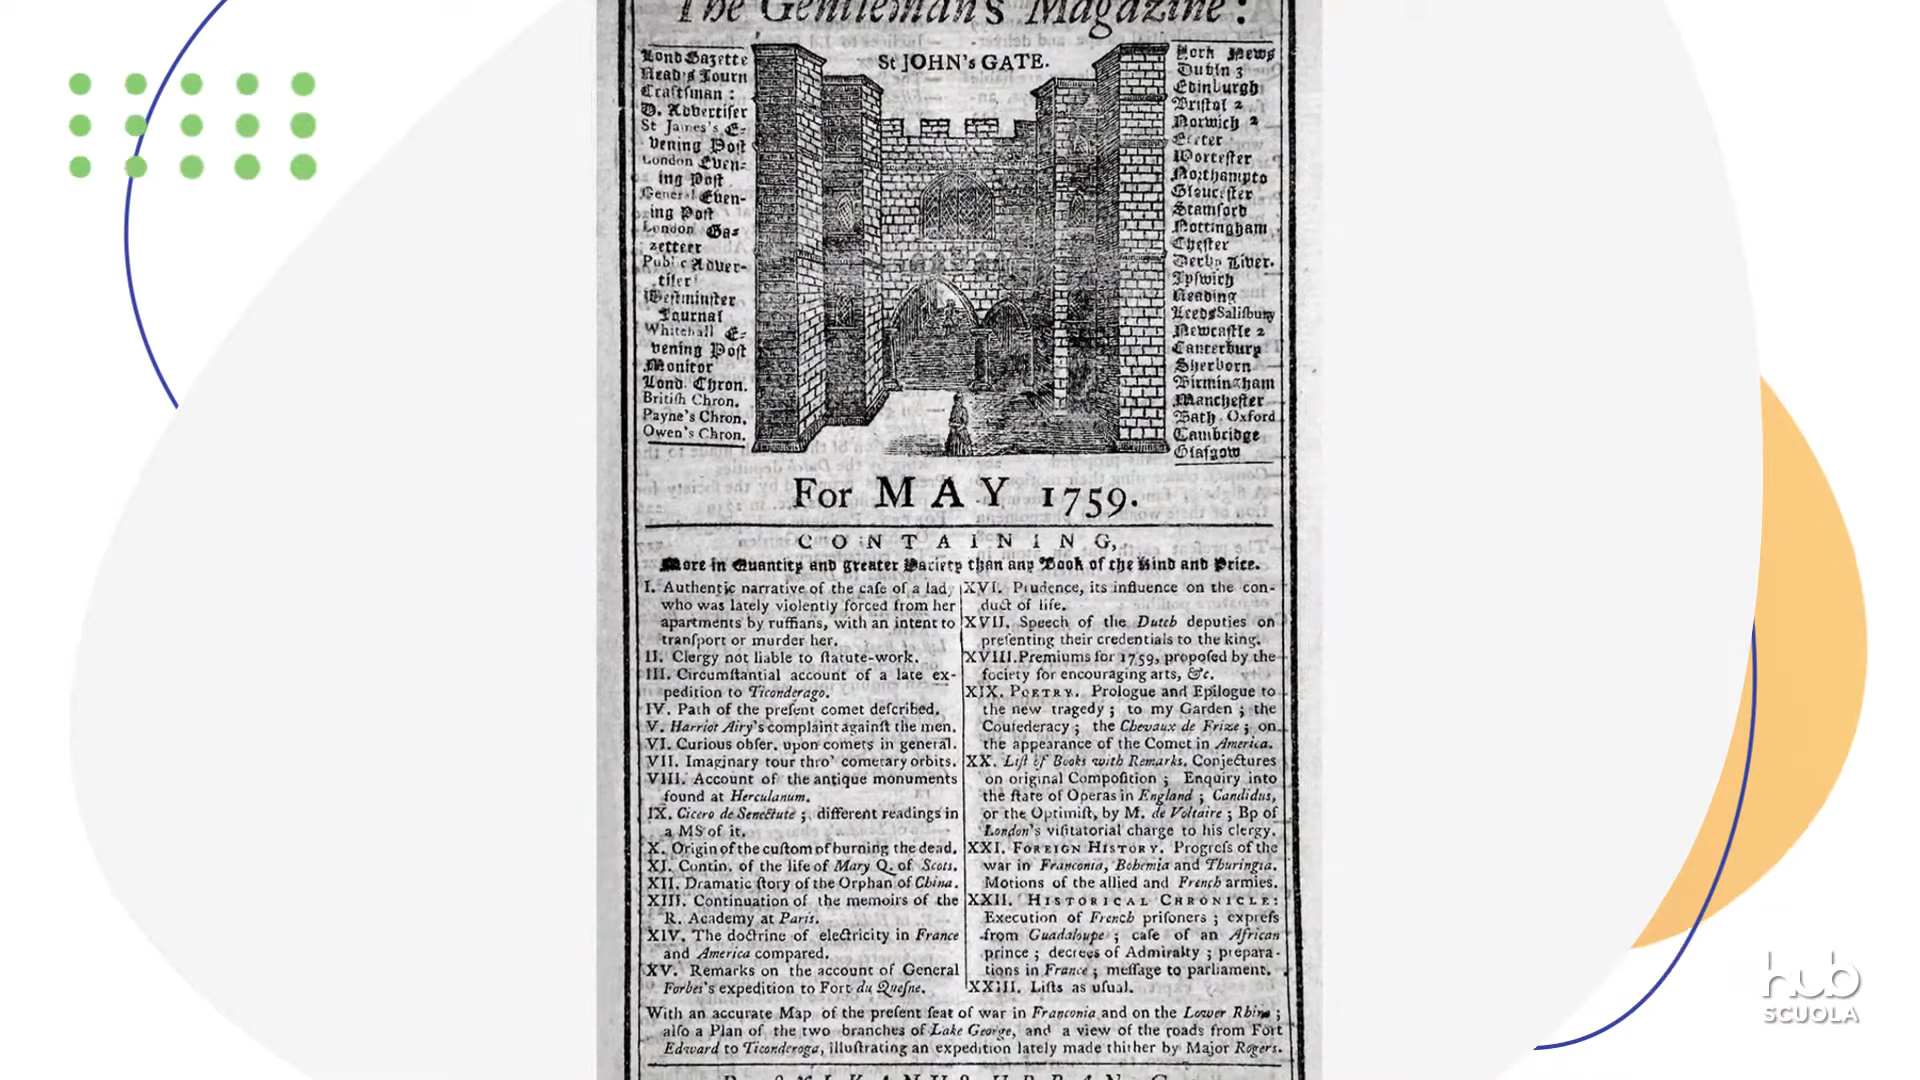 The Gentleman's Magazine:
St JOHN's GATE.
Lond Gazette
Read's Journ
Craftſman :
D. Advertiſer
St James's E-
vening Poſt
London Even-
ing Poſt
General Even-
ing Poſt
London Ga-
zetteer
Public Adver-
tiſer
Weſtminſter
Journal
Whitehall E-
vening Poſt
Monitor
Lond. Chron.
Britiſh Chron.
Payne's Chron.
Owen's Chron.
York News
Dublin 3
Edinburgh
Briſtol 2
Norwich 2
Exeter
Worceſter
Northampto
Glouceſter
Stamford
Nottingham
Cheſter
Derby Liver.
Ipſwich
Reading
Leeds Saliſbury
Newcaſtle 2
Canterbury
Sherborn
Birmingham
Mancheſter
Bath Oxford
Cambridge
Glaſgow
For MAY 1759.
CONTAINING,
More in Quantity and greater Variety than any Book of the Kind and Price.
I. Authentic narrative of the caſe of a lady
who was lately violently forced from her
apartments by ruffians, with an intent to
tranſport or murder her.
II. Clergy not liable to ſtatute-work.
III. Circumſtantial account of a late ex-
pedition to Ticonderago.
IV. Path of the preſent comet deſcribed.
V. Harriot Airy's complaint againſt the men.
VI. Curious obſer. upon comets in general.
VII. Imaginary tour thro' cometary orbits.
VIII. Account of the antique monuments
found at Herculanum.
IX. Cicero de Senectute ; different readings in
a MS of it.
X. Origin of the cuſtom of burning the dead.
XI. Contin. of the life of Mary Q. of Scots.
XII. Dramatic ſtory of the Orphan of China.
XIII. Continuation of the memoirs of the
R. Academy at Paris.
XIV. The doctrine of electricity in France
and America compared.
XV. Remarks on the account of General
Forbes's expedition to Fort du Queſne.
XVI. Prudence, its influence on the con-
duct of life.
XVII. Speech of the Dutch deputies on
preſenting their credentials to the king.
XVIII. Premiums for 1759, propoſed by the
ſociety for encouraging arts, &c.
XIX. POETRY. Prologue and Epilogue to
the new tragedy ; to my Garden ; the
Confederacy ; the Chevaux de Frize ; on
the appearance of the Comet in America.
XX. Liſt of Books with Remarks. Conjectures
on original Compoſition ; Enquiry into
the ſtate of Operas in England ; Candidus,
or the Optimiſt, by M. de Voltaire ; Bp of
London's viſitatorial charge to his clergy.
XXI. FOREIGN HISTORY. Progreſs of the
war in Franconia, Bohemia and Thuringia.
Motions of the allied and French armies.
XXII. HISTORICAL CHRONICLE:
Execution of French priſoners ; expreſs
from Guadaloupe ; caſe of an African
prince ; decrees of Admiralty ; prepara-
tions in France ; meſſage to parliament.
XXIII. Liſts as uſual.
With an accurate Map of the preſent ſeat of war in Franconia and on the Lower Rhine ;
alſo a Plan of the two branches of Lake George, and a view of the roads from Fort
Edward to Ticonderoga, illuſtrating an expedition lately made thither by Major Rogers.
hub
SCUOLA